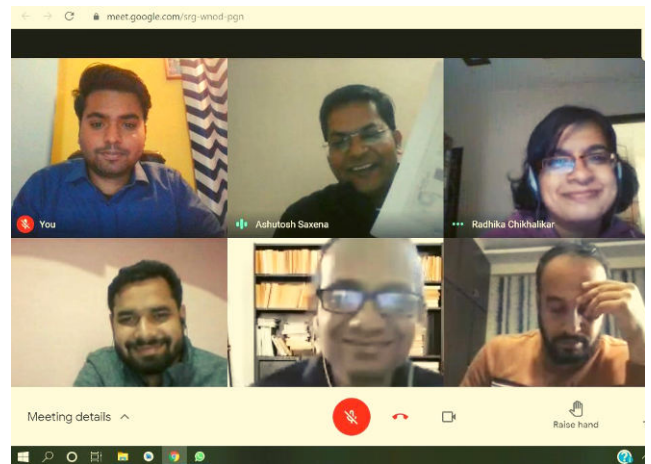 meet.google.com/srg-wnod-pgn
You
Ashutosh Saxena
Radhika Chikhalikar
Meeting details
Raise hand